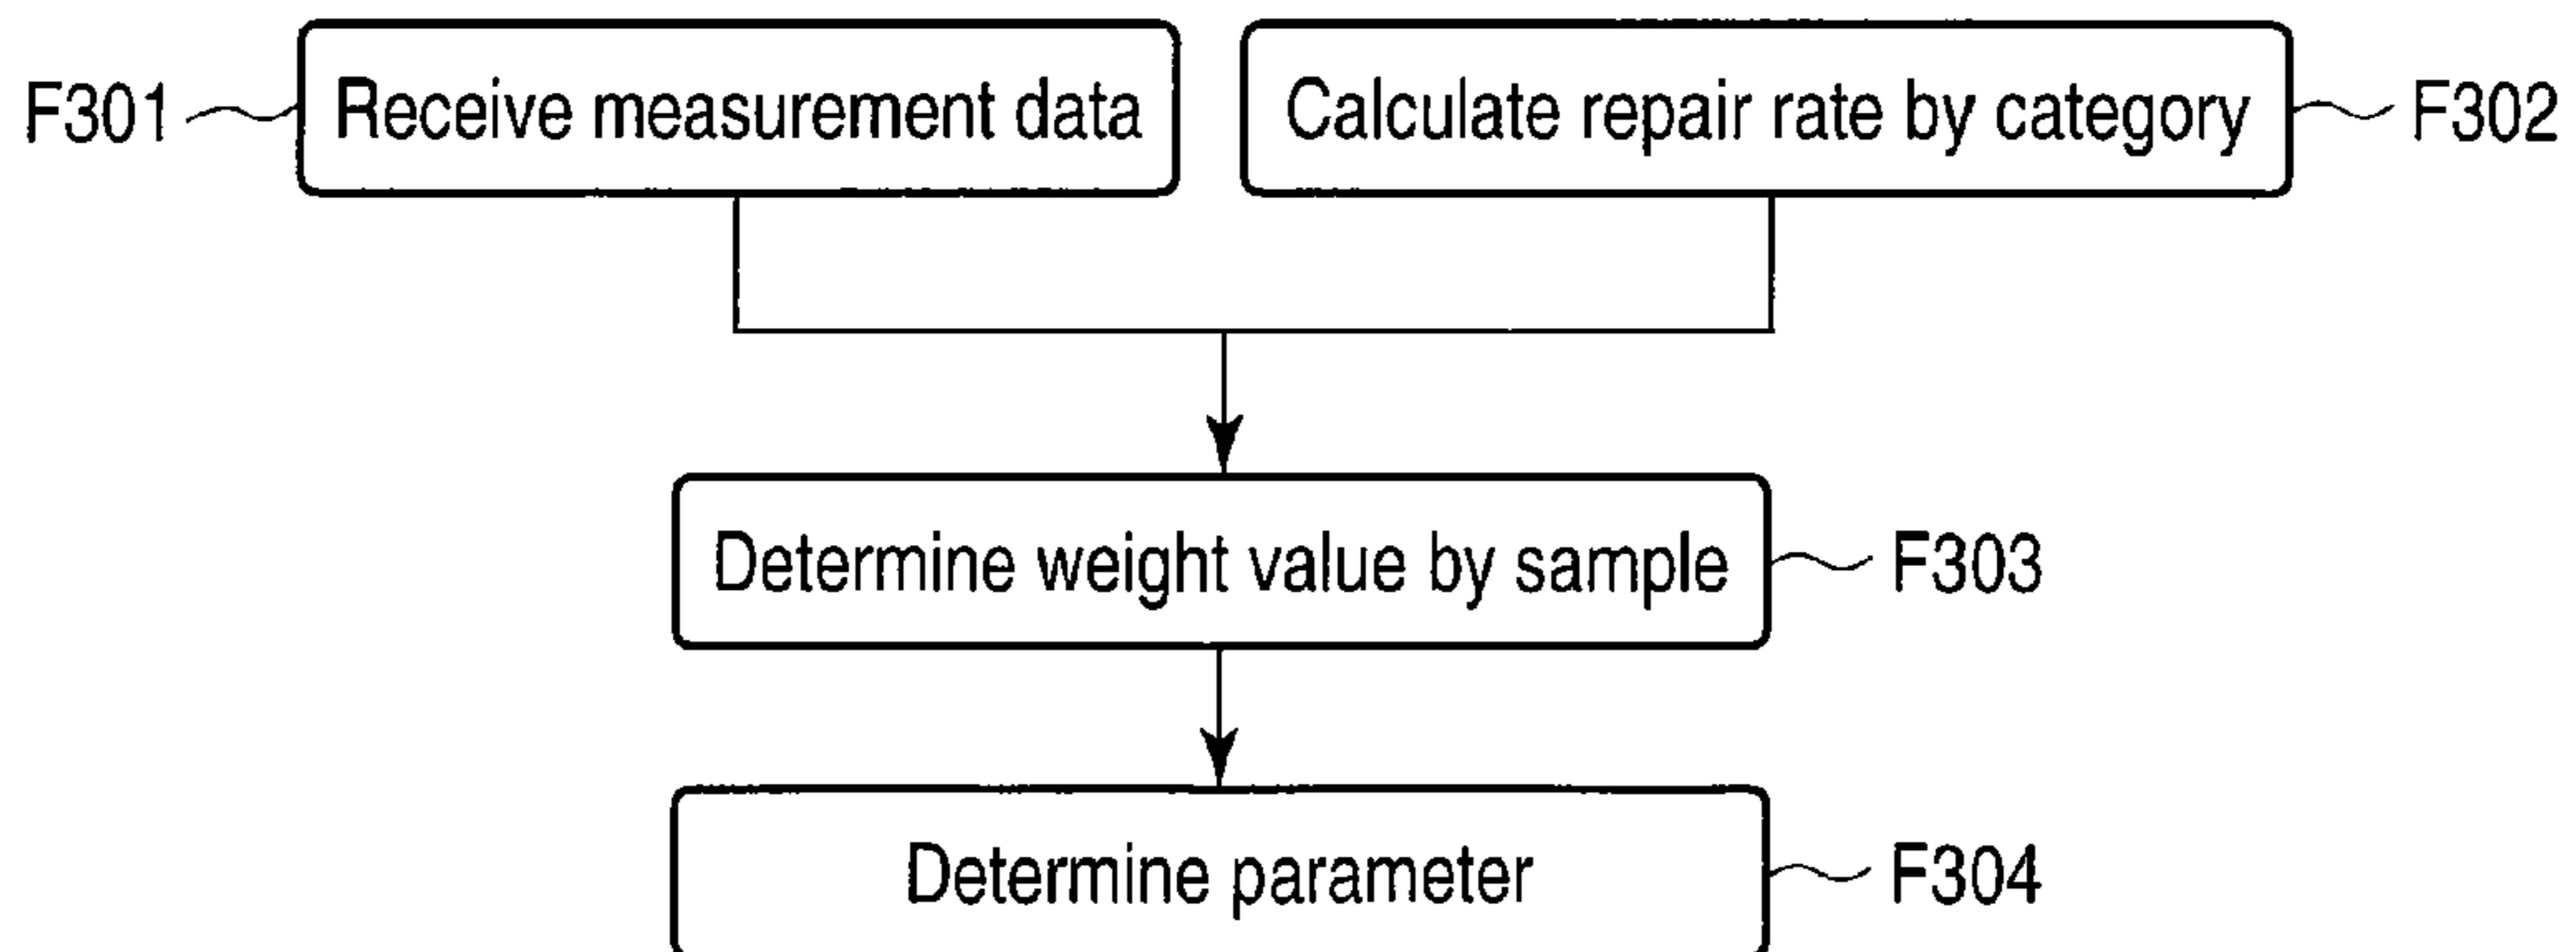 F301 Receive measurement data Calculate repair rate by category F302
Determine weight value by sample F303
Determine parameter F304